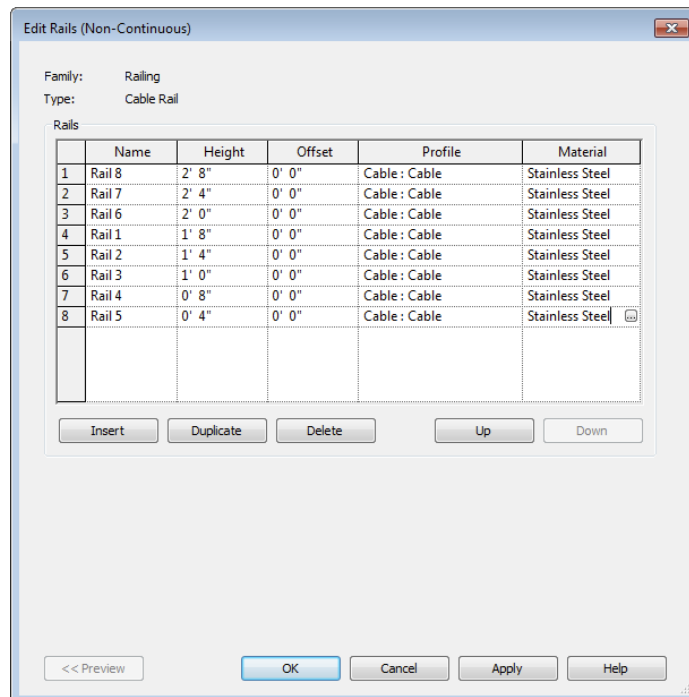 Edit Rails (Non-Continuous)
Family: Railing
Type: Cable Rail
Rails
Name Height Offset Profile Material
1 Rail 8 2' 8" 0' 0" Cable : Cable Stainless Steel
2 Rail 7 2' 4" 0' 0" Cable : Cable Stainless Steel
3 Rail 6 2' 0" 0' 0" Cable : Cable Stainless Steel
4 Rail 1 1' 8" 0' 0" Cable : Cable Stainless Steel
5 Rail 2 1' 4" 0' 0" Cable : Cable Stainless Steel
6 Rail 3 1' 0" 0' 0" Cable : Cable Stainless Steel
7 Rail 4 0' 8" 0' 0" Cable : Cable Stainless Steel
8 Rail 5 0' 4" 0' 0" Cable : Cable Stainless Steel ...
Insert Duplicate Delete Up Down
<< Preview OK Cancel Apply Help